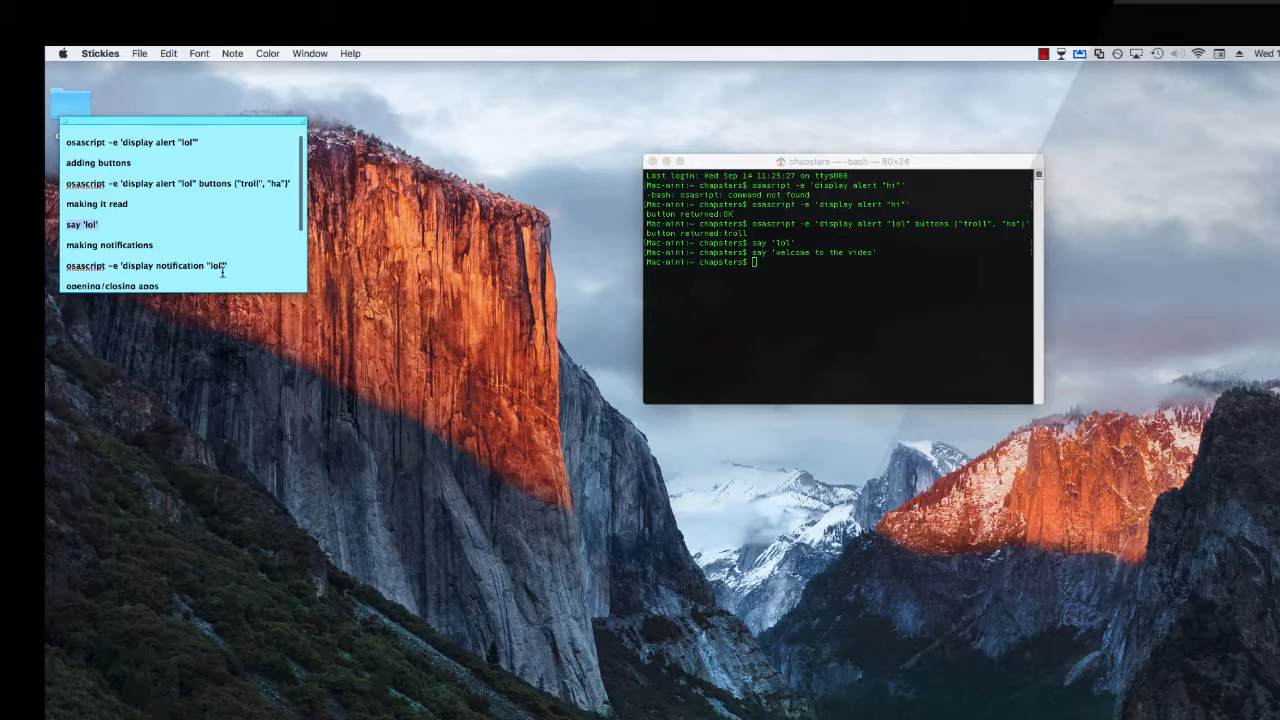 Stickies File Edit Font Window Note Color Window Help
Wed 1
osascript -e 'display alert "lol"'
adding buttons
osascript -e 'display alert "lol" buttons {"troll", "ha"}'
making it read
say 'lol'
making notifications
osascript -e 'display notification "lol"'
opening/closing apps
chapsters — -bash — 80×24
Last login: Wed Sep 14 11:25:27 on ttys000
[Mac-mini:~ chapsters$ osasript -e 'display alert "hi"'
-bash: osasript: command not found
[Mac-mini:~ chapsters$ osascript -e 'display alert "hi"'
button returned:OK
[Mac-mini:~ chapsters$ osascript -e 'display alert "lol" buttons {"troll", "ha"}'
button returned:troll
[Mac-mini:~ chapsters$ say 'lol'
[Mac-mini:~ chapsters$ say 'welcome to the video'
Mac-mini:~ chapsters$